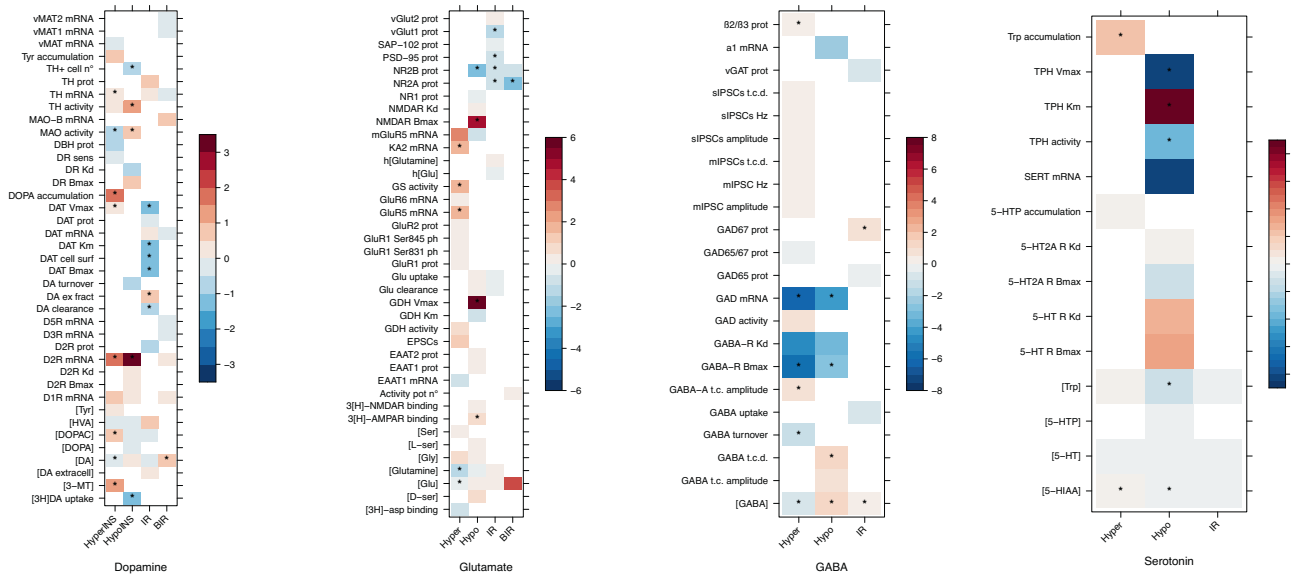 vMAT2 mRNA
vMAT1 mRNA
vMAT mRNA
Tyr accumulation
TH+ cell n°
TH prot
TH mRNA
TH activity
MAO−B mRNA
MAO activity
DBH prot
DR sens
DR Kd
DR Bmax
DOPA accumulation
DAT Vmax
DAT prot
DAT mRNA
DAT Km
DAT cell surf
DAT Bmax
DA turnover
DA ex fract
DA clearance
D5R mRNA
D3R mRNA
D2R prot
D2R mRNA
D2R Kd
D2R Bmax
D1R mRNA
[Tyr]
[HVA]
[DOPAC]
[DOPA]
[DA]
[DA extracell]
[3−MT]
[3H]DA uptake
HyperINS
HypoINS
IR
BIR
Dopamine
3
2
1
0
−1
−2
−3
vGlut2 prot
vGlut1 prot
SAP−102 prot
PSD−95 prot
NR2B prot
NR2A prot
NR1 prot
NMDAR Kd
NMDAR Bmax
mGluR5 mRNA
KA2 mRNA
h[Glutamine]
h[Glu]
GS activity
GluR6 mRNA
GluR5 mRNA
GluR2 prot
GluR1 Ser845 ph
GluR1 Ser831 ph
GluR1 prot
Glu uptake
Glu clearance
GDH Vmax
GDH Km
GDH activity
EPSCs
EAAT2 prot
EAAT1 prot
EAAT1 mRNA
Activity pot n°
3[H]−NMDAR binding
3[H]−AMPAR binding
[Ser]
[L−ser]
[Gly]
[Glutamine]
[Glu]
[D−ser]
[3H]−asp binding
Hyper
Hypo
IR
BIR
Glutamate
6
4
2
0
−2
−4
−6
ß2/ß3 prot
a1 mRNA
vGAT prot
sIPSCs t.c.d.
sIPSCs Hz
sIPSCs amplitude
mIPSCs t.c.d.
mIPSC Hz
mIPSC amplitude
GAD67 prot
GAD65/67 prot
GAD65 prot
GAD mRNA
GAD activity
GABA−R Kd
GABA−R Bmax
GABA−A t.c. amplitude
GABA uptake
GABA turnover
GABA t.c.d.
GABA t.c. amplitude
[GABA]
Hyper
Hypo
IR
GABA
8
6
4
2
0
−2
−4
−6
−8
Trp accumulation
TPH Vmax
TPH Km
TPH activity
SERT mRNA
5−HTP accumulation
5−HT2A R Kd
5−HT2A R Bmax
5−HT R Kd
5−HT R Bmax
[Trp]
[5−HTP]
[5−HT]
[5−HIAA]
Hyper
Hypo
IR
Serotonin